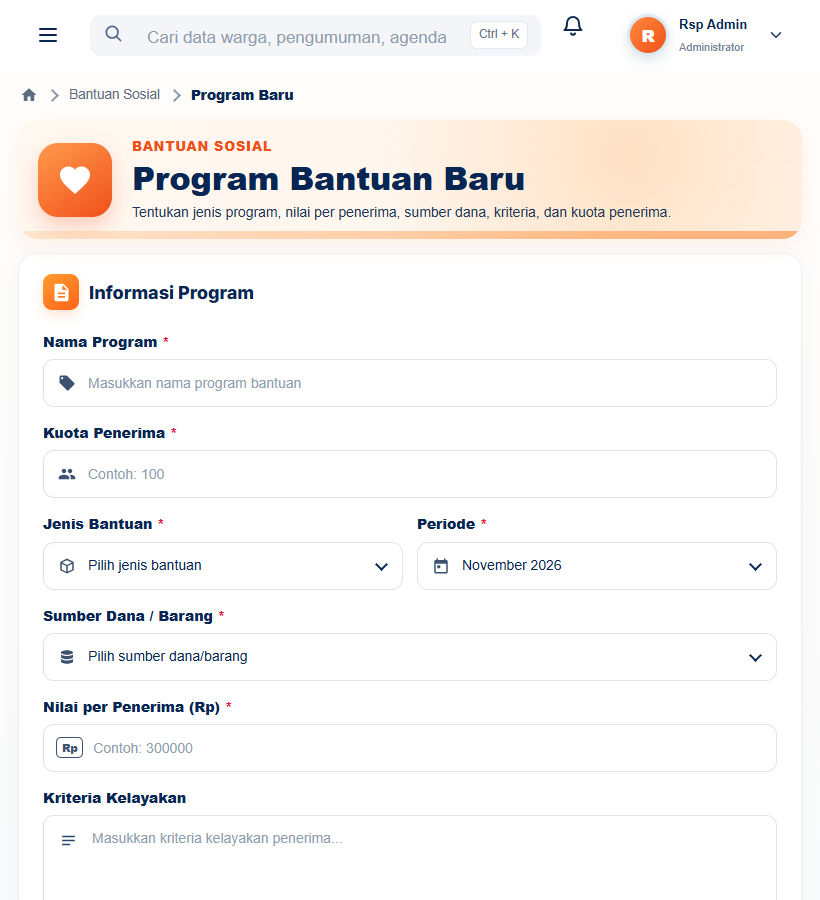 Cari data warga, pengumuman, agenda
Ctrl + K
R
Rsp Admin
Administrator
Bantuan Sosial
Program Baru
BANTUAN SOSIAL
Program Bantuan Baru
Tentukan jenis program, nilai per penerima, sumber dana, kriteria, dan kuota penerima.
Informasi Program
Nama Program *
Masukkan nama program bantuan
Kuota Penerima *
Contoh: 100
Jenis Bantuan *
Pilih jenis bantuan
Periode *
November 2026
Sumber Dana / Barang *
Pilih sumber dana/barang
Nilai per Penerima (Rp) *
Rp Contoh: 300000
Kriteria Kelayakan
Masukkan kriteria kelayakan penerima...